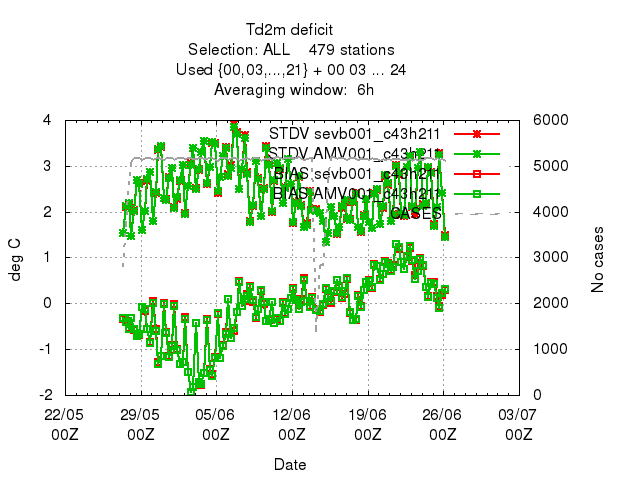 Td2m deficit
Selection: ALL    479 stations
Used {00,03,...,21} + 00 03 ... 24
Averaging window:  6h
4
3
2
1
0
-1
-2
deg C
6000
5000
4000
3000
2000
1000
0
No cases
STDV sevb001_c43h211
STDV AMV001_c43h211
BIAS sevb001_c43h211
BIAS AMV001_c43h211
CASES
22/05 29/05 05/06 12/06 19/06 26/06 03/07
00Z 00Z 00Z 00Z 00Z 00Z 00Z
Date